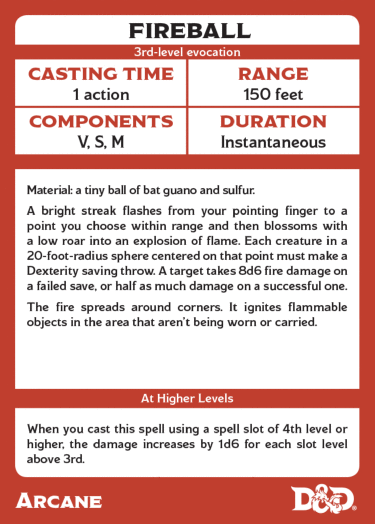 FIREBALL
3rd-level evocation
CASTING TIME
1 action
RANGE
150 feet
COMPONENTS
V, S, M
DURATION
Instantaneous
Material: a tiny ball of bat guano and sulfur.
A bright streak flashes from your pointing finger to a
point you choose within range and then blossoms with
a low roar into an explosion of flame. Each creature in a
20-foot-radius sphere centered on that point must make a
Dexterity saving throw. A target takes 8d6 fire damage on
a failed save, or half as much damage on a successful one.
The fire spreads around corners. It ignites flammable
objects in the area that aren't being worn or carried.
At Higher Levels
When you cast this spell using a spell slot of 4th level or
higher, the damage increases by 1d6 for each slot level
above 3rd.
ARCANE
D&D®